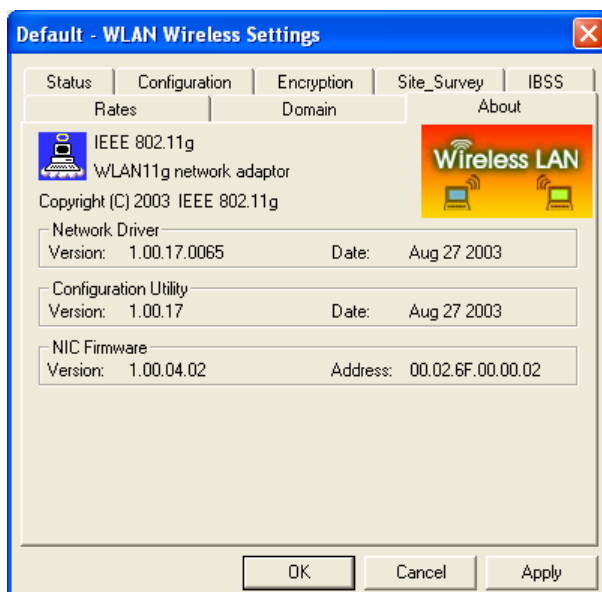 Default - WLAN Wireless Settings
Status Configuration Encryption Site_Survey IBSS
Rates Domain About
IEEE 802.11g
WLAN11g network adaptor
Copyright (C) 2003 IEEE 802.11g
Wireless LAN
Network Driver
Version: 1.00.17.0065 Date: Aug 27 2003
Configuration Utility
Version: 1.00.17 Date: Aug 27 2003
NIC Firmware
Version: 1.00.04.02 Address: 00.02.6F.00.00.02
OK Cancel Apply